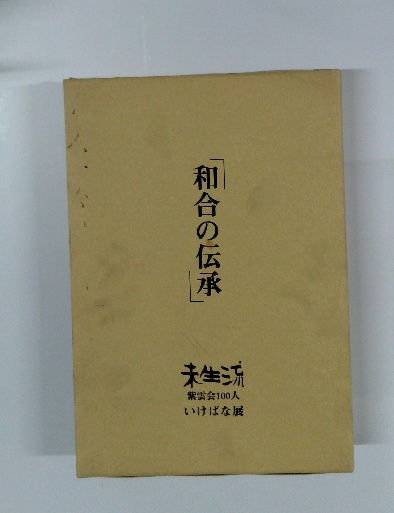 「和合の伝承」
未生流
紫雲会100人
いけばな展